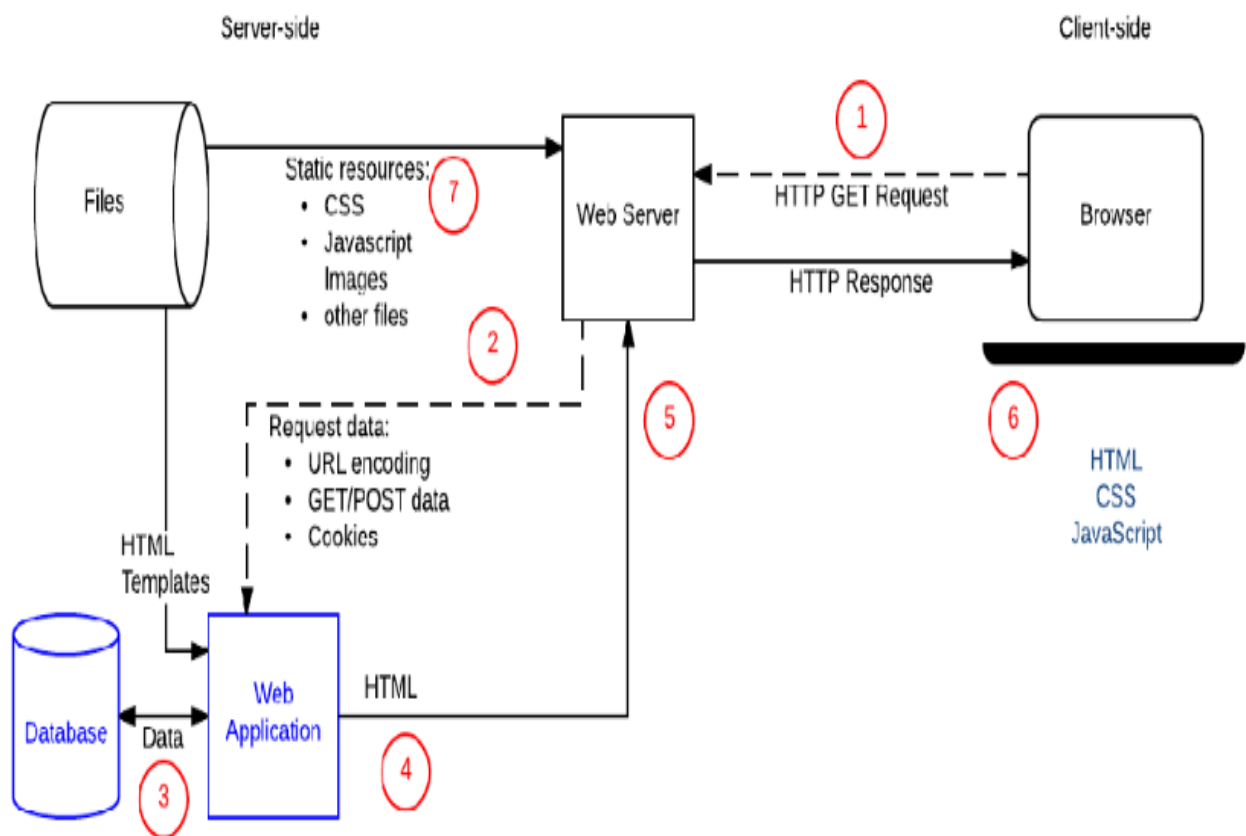 Server-side
Client-side
Files
Static resources:
• CSS
• Javascript
Images
• other files
7
Web Server
1
HTTP GET Request
HTTP Response
Browser
2
Request data:
• URL encoding
• GET/POST data
• Cookies
5
6
HTML
CSS
JavaScript
HTML
Templates
Database
Data
3
Web
Application
HTML
4